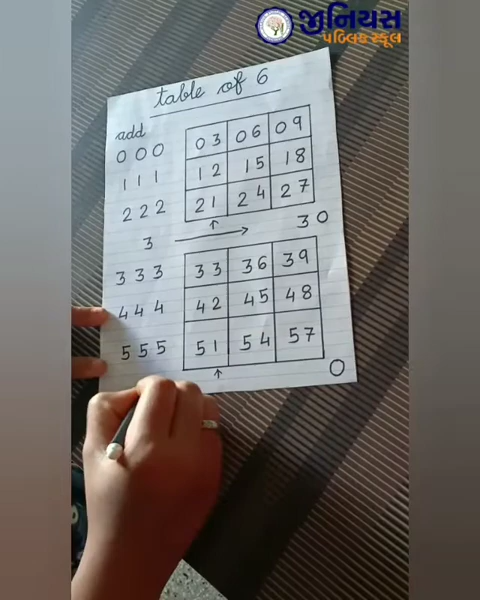 જીનિયસ
પબ્લિક સ્કૂલ
table of 6
add
0 0 0 03 06 09
1 1 1 12 15 18
2 2 2 21 24 27
3 → ↑ 30
3 3 3 33 36 39
4 4 4 42 45 48
5 5 5 51 54 57
↑ 0